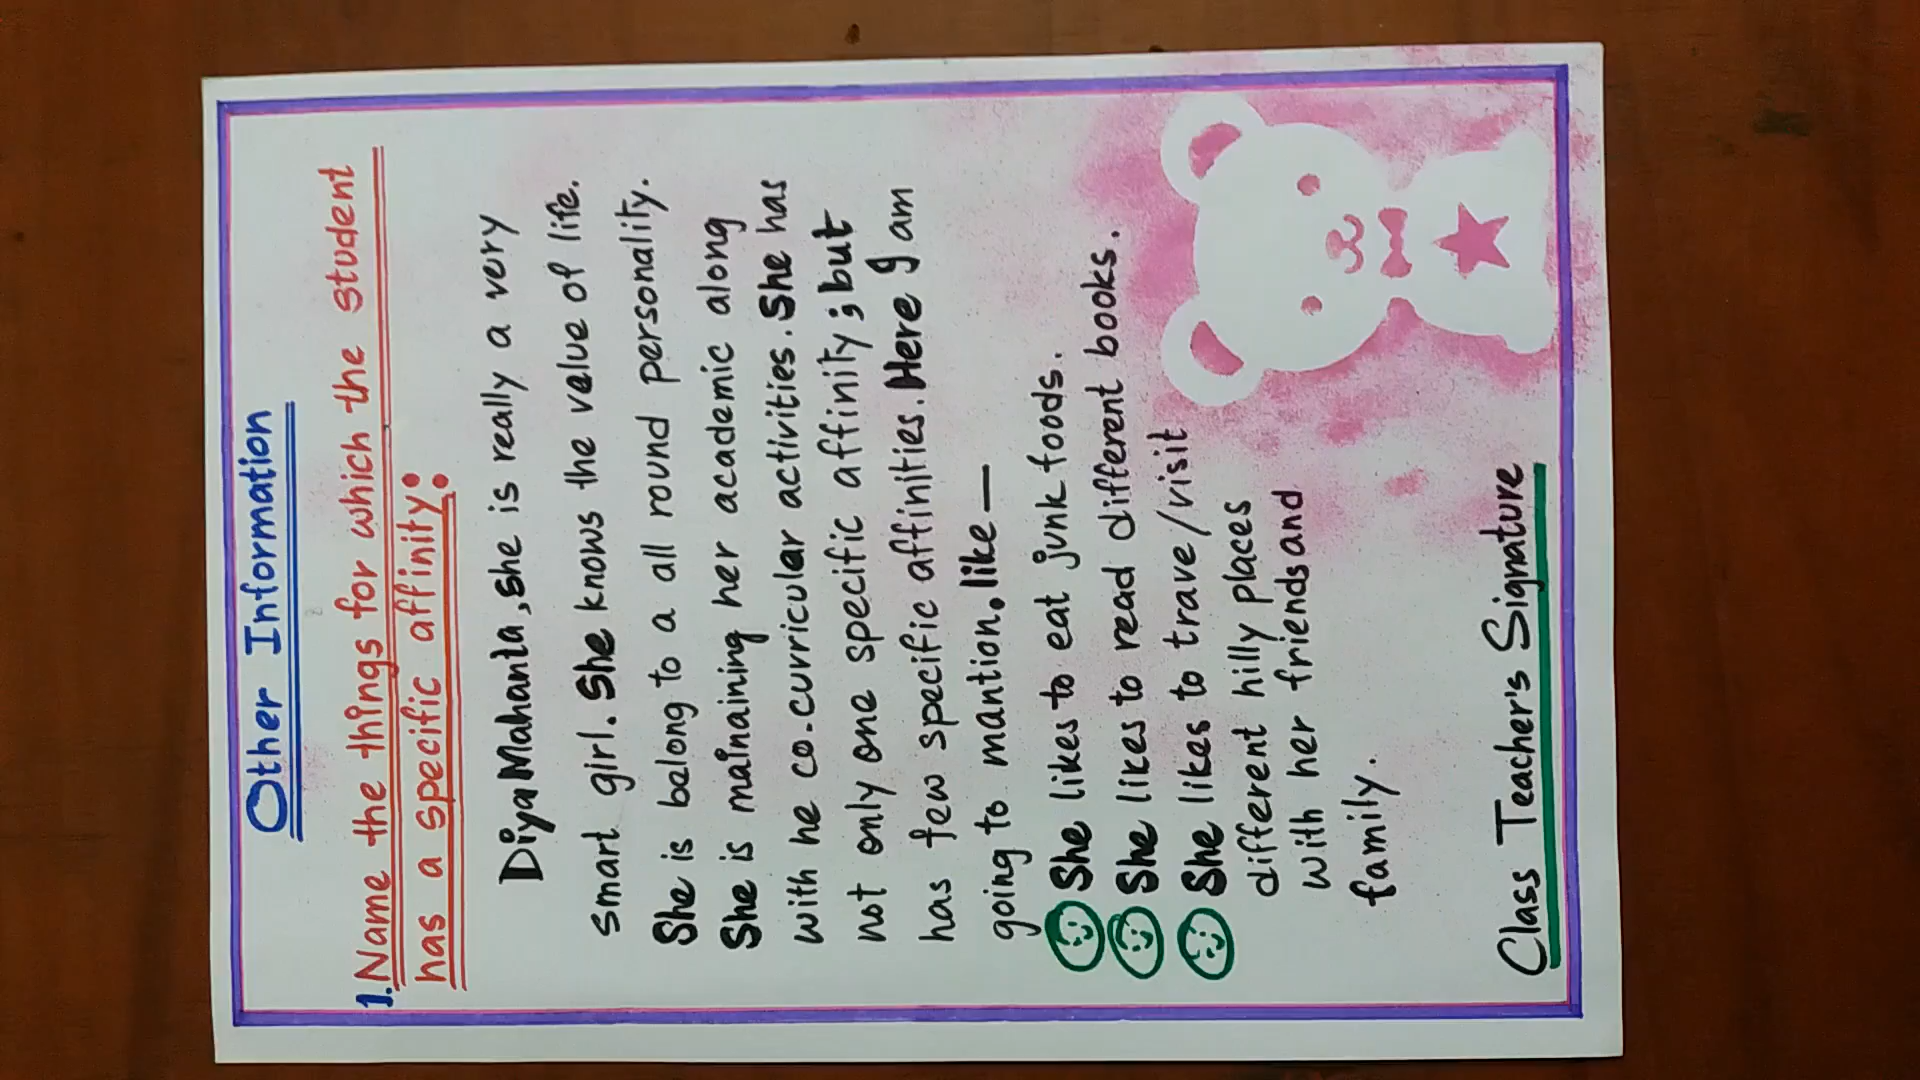 Other Information
1. Name the things for which the student
has a specific affinity:
Diya Mahanta, she is really a very
smart girl. She knows the value of life.
She is belong to a all round personality.
She is mainaining her academic along
with he co-curricular activities. She has
not only one specific affinity; but
has few specific affinities. Here I am
going to mantion. like —
She likes to eat junk foods.
She likes to read different books.
She likes to trave/visit
different hilly places
with her friends and
family.
Class Teacher's Signature